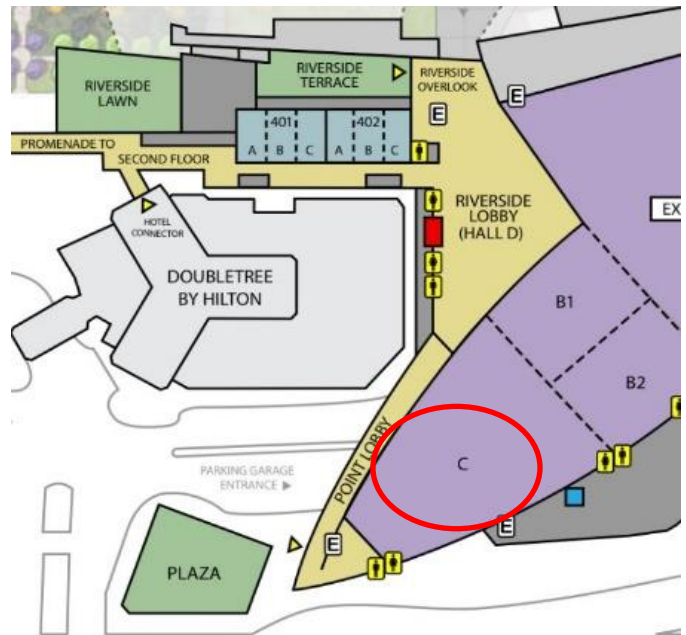 RIVERSIDE
LAWN
RIVERSIDE
TERRACE
RIVERSIDE
OVERLOOK
E
E
401
402
A B C
A B C
PROMENADE TO
SECOND FLOOR
HOTEL
CONNECTOR
RIVERSIDE
LOBBY
(HALL D)
EX
DOUBLETREE
BY HILTON
B1
B2
POINT LOBBY
C
PARKING GARAGE
ENTRANCE
E
E
PLAZA